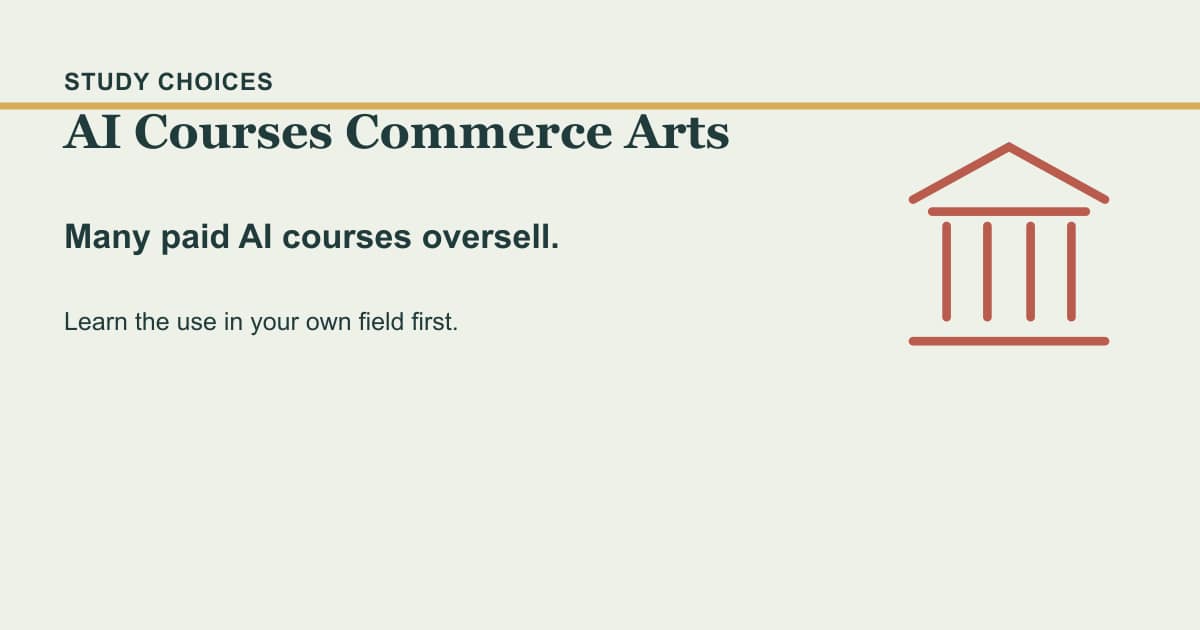 STUDY CHOICES
AI Courses Commerce Arts
Many paid AI courses oversell.
Learn the use in your own field first.